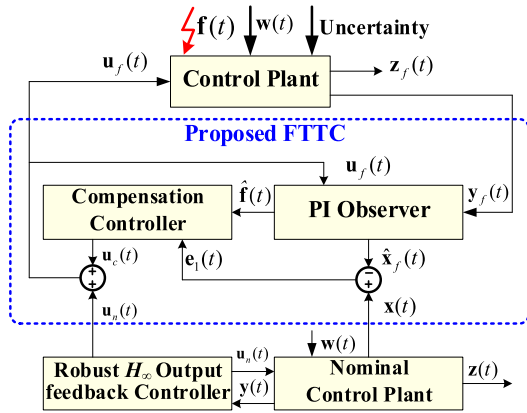 f(t)
w(t)
Uncertainty
u_f(t)
Control Plant
z_f(t)
Proposed FTTC
u_f(t)
y_f(t)
Compensation
Controller
f̂(t)
PI Observer
u_c(t)
e_1(t)
x̂_f(t)
+
+
−
+
u_n(t)
x(t)
w(t)
Robust H∞ Output
feedback Controller
u_n(t)
y(t)
Nominal
Control Plant
z(t)